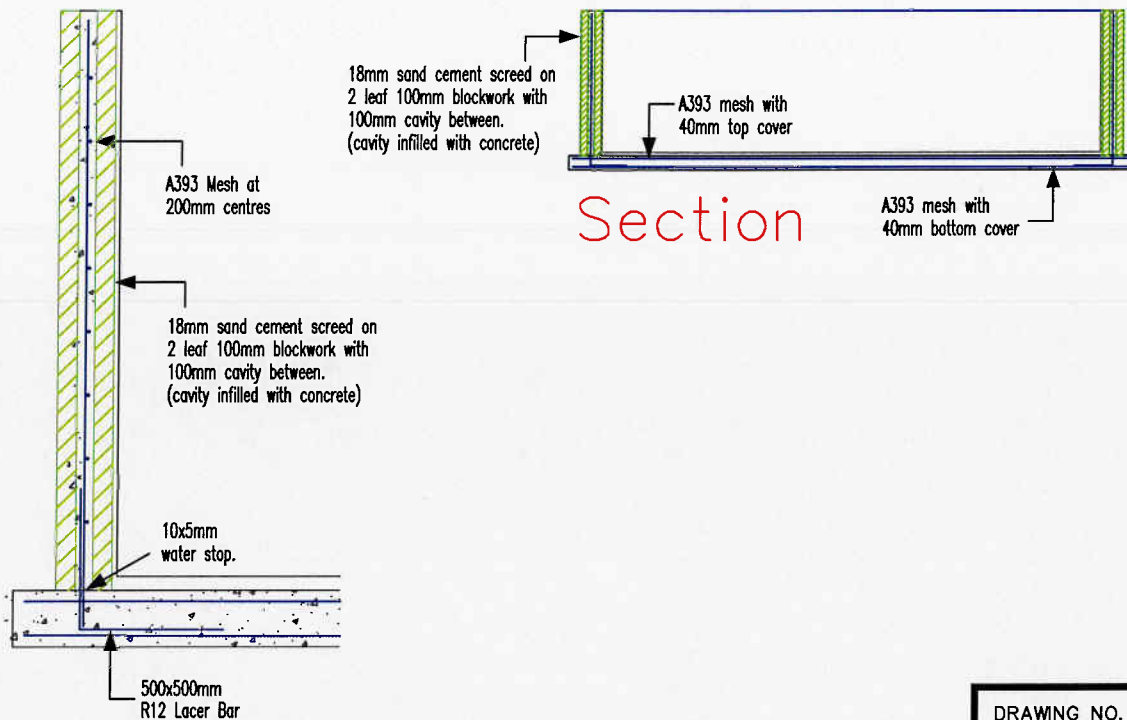 18mm sand cement screed on
2 leaf 100mm blockwork with
100mm cavity between.
(cavity infilled with concrete)
A393 mesh with
40mm top cover
A393 Mesh at
200mm centres
Section
A393 mesh with
40mm bottom cover
18mm sand cement screed on
2 leaf 100mm blockwork with
100mm cavity between.
(cavity infilled with concrete)
10x5mm
water stop.
500x500mm
R12 Lacer Bar
DRAWING NO.